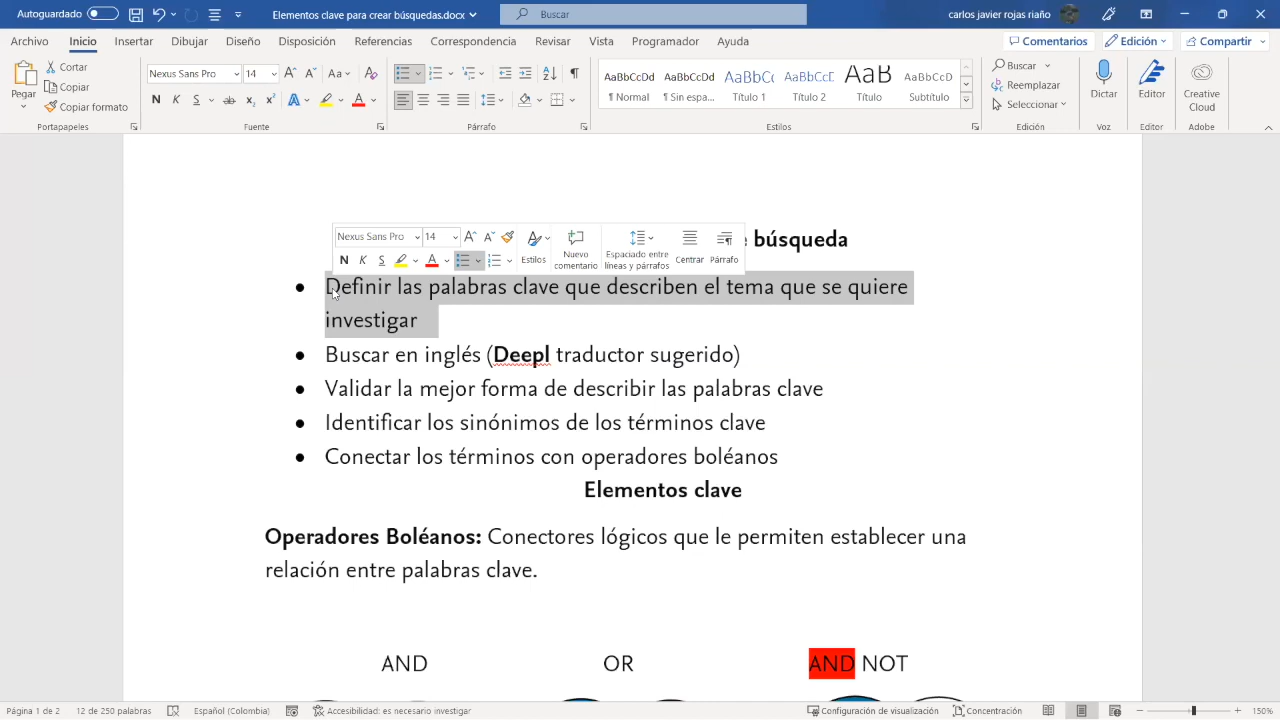 Autoguardado
Elementos clave para crear búsquedas.docx
Buscar
carlos javier rojas riaño
Archivo Inicio Insertar Dibujar Diseño Disposición Referencias Correspondencia Revisar Vista Programador Ayuda
Comentarios Edición Compartir
Pegar
Cortar
Copiar
Copiar formato
Portapapeles
Nexus Sans Pro 14
N K S ab x₂ x²
Fuente
Párrafo
AaBbCcDd AaBbCcDd AaBbCc AaBbCcE AaB AaBbCcDd
¶ Normal ¶ Sin espa... Título 1 Título 2 Título Subtítulo
Estilos
Buscar
Reemplazar
Seleccionar
Edición
Dictar
Voz
Editor
Editor
Creative
Cloud
Adobe
Nexus Sans Pro 14
N K S
Estilos
Nuevo
comentario
Espaciado entre
líneas y párrafos
Centrar
Párrafo
búsqueda
• Definir las palabras clave que describen el tema que se quiere
investigar
• Buscar en inglés (Deepl traductor sugerido)
• Validar la mejor forma de describir las palabras clave
• Identificar los sinónimos de los términos clave
• Conectar los términos con operadores boléanos
Elementos clave
Operadores Boléanos: Conectores lógicos que le permiten establecer una
relación entre palabras clave.
AND OR AND NOT
Página 1 de 2 12 de 250 palabras Español (Colombia) Accesibilidad: es necesario investigar Configuración de visualización Concentración 150%